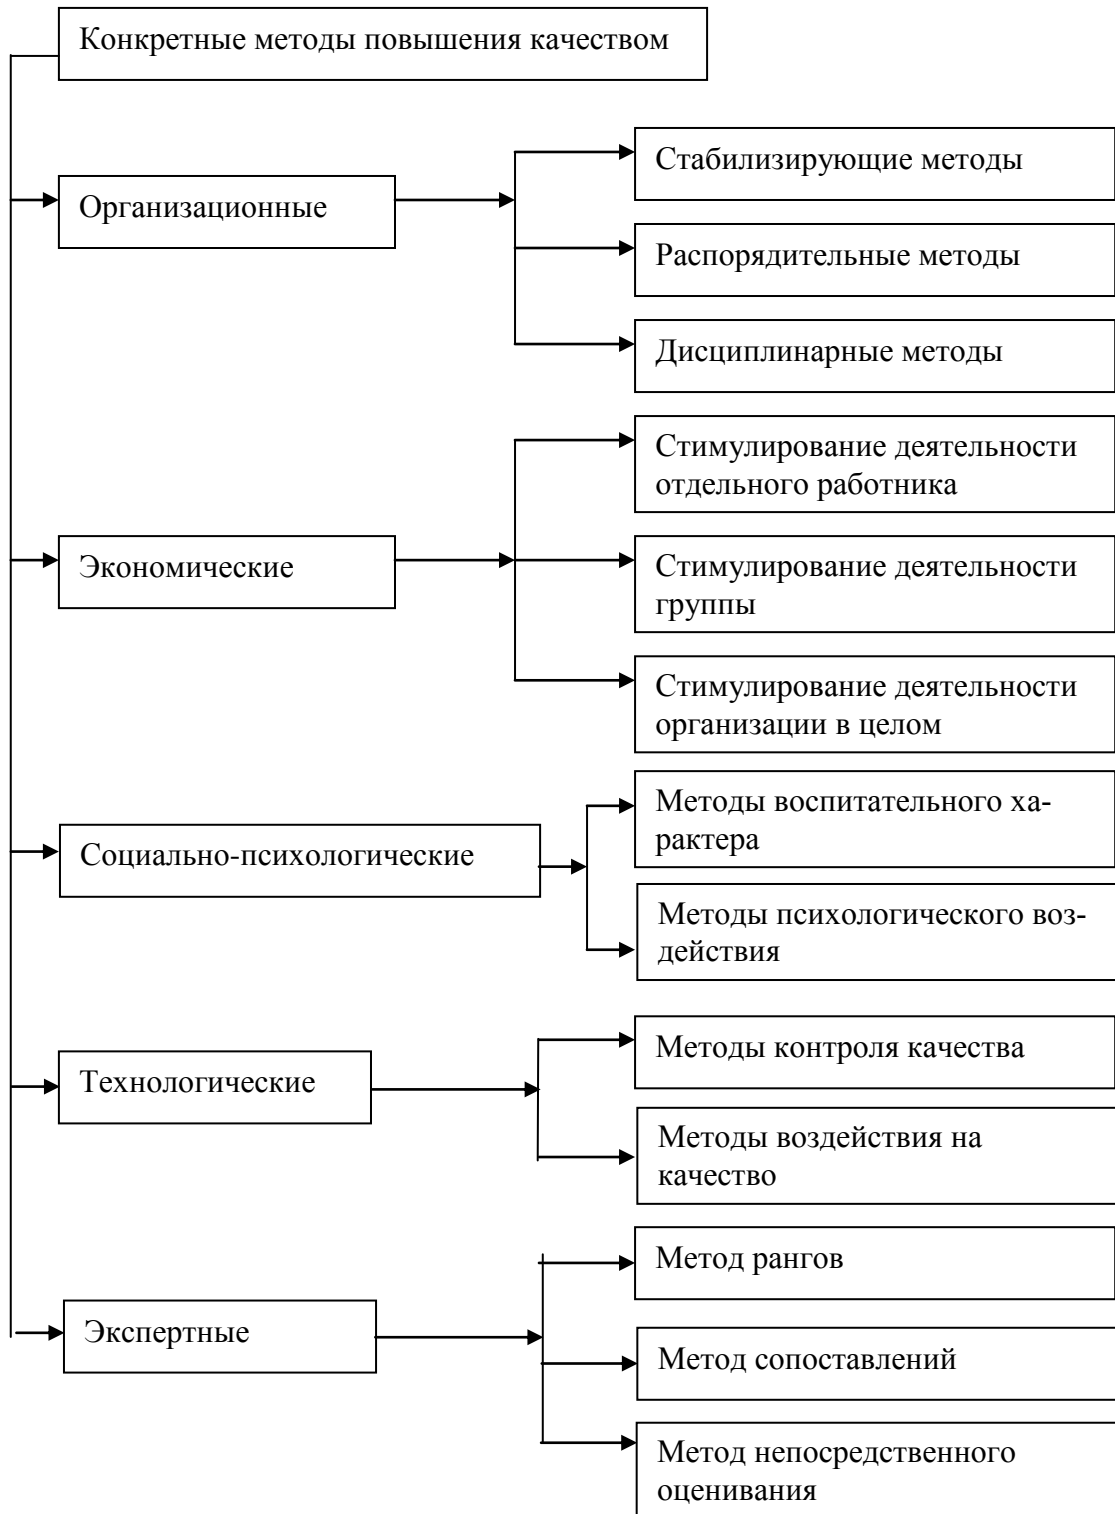 Конкретные методы повышения качеством
Организационные
Стабилизирующие методы
Распорядительные методы
Дисциплинарные методы
Экономические
Стимулирование деятельности
отдельного работника
Стимулирование деятельности
группы
Стимулирование деятельности
организации в целом
Социально-психологические
Методы воспитательного ха-
рактера
Методы психологического воз-
действия
Технологические
Методы контроля качества
Методы воздействия на
качество
Экспертные
Метод рангов
Метод сопоставлений
Метод непосредственного
оценивания